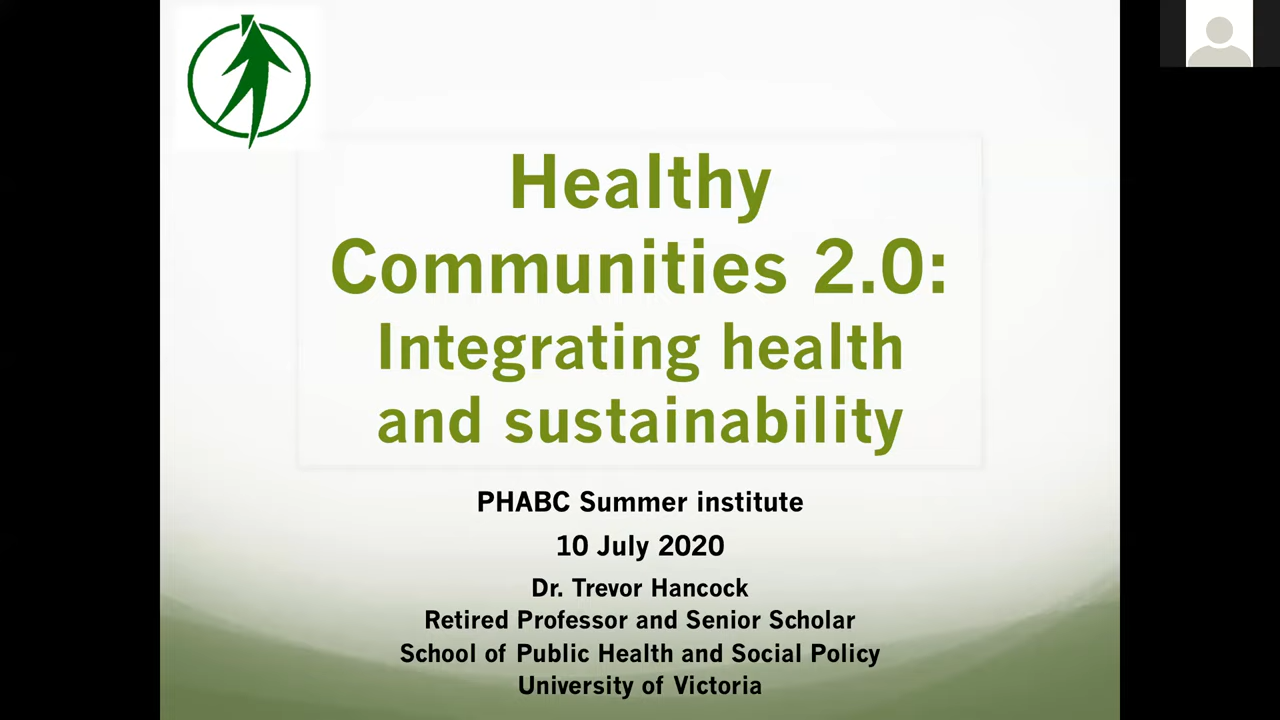 Healthy
Communities 2.0:
Integrating health
and sustainability
PHABC Summer institute
10 July 2020
Dr. Trevor Hancock
Retired Professor and Senior Scholar
School of Public Health and Social Policy
University of Victoria